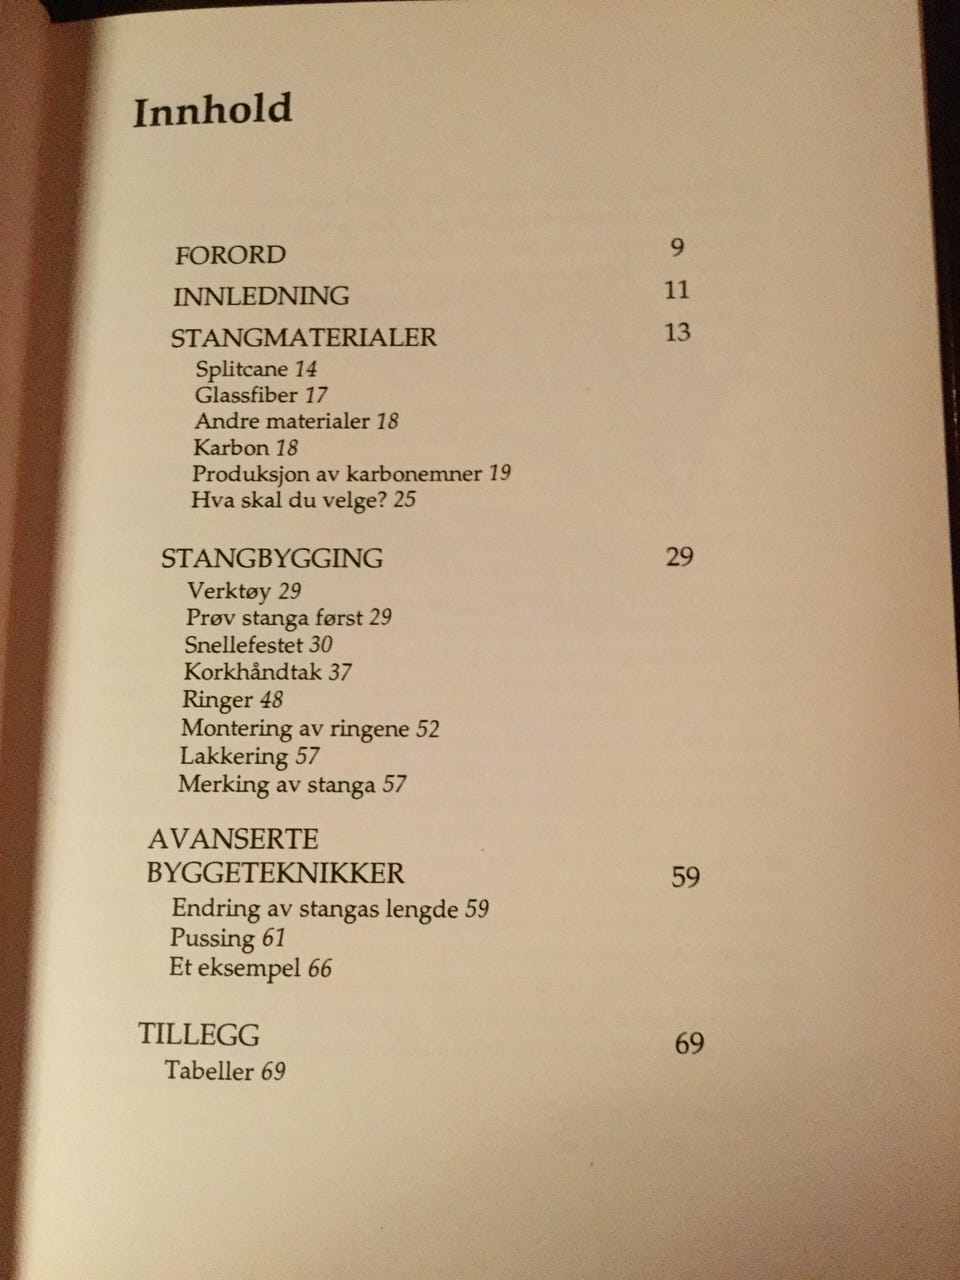 Innhold
FORORD 9
INNLEDNING 11
STANGMATERIALER 13
Splitcane 14
Glassfiber 17
Andre materialer 18
Karbon 18
Produksjon av karbonemner 19
Hva skal du velge? 25
STANGBYGGING 29
Verktøy 29
Prøv stanga først 29
Snellefestet 30
Korkhåndtak 37
Ringer 48
Montering av ringene 52
Lakkering 57
Merking av stanga 57
AVANSERTE
BYGGETEKNIKKER 59
Endring av stangas lengde 59
Pussing 61
Et eksempel 66
TILLEGG 69
Tabeller 69